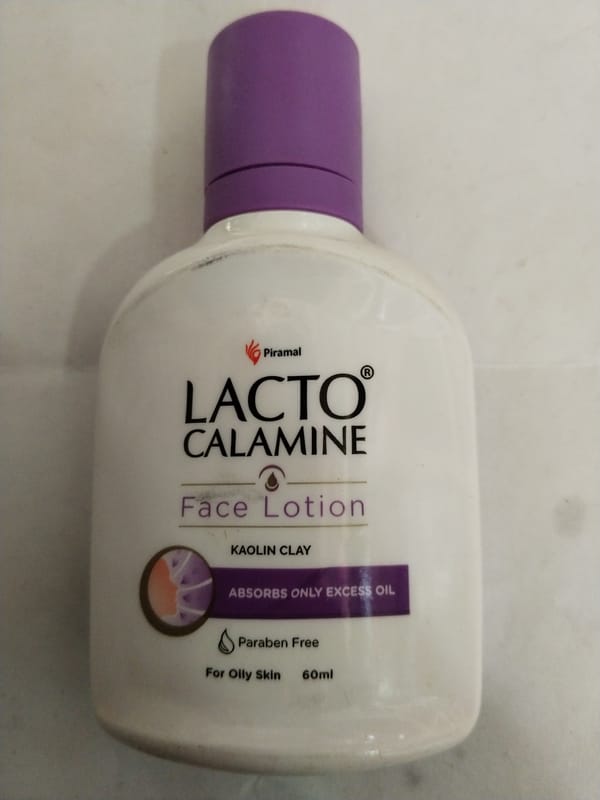 Piramal
LACTO®
CALAMINE
Face Lotion
KAOLIN CLAY
ABSORBS ONLY EXCESS OIL
Paraben Free
For Oily Skin 60ml